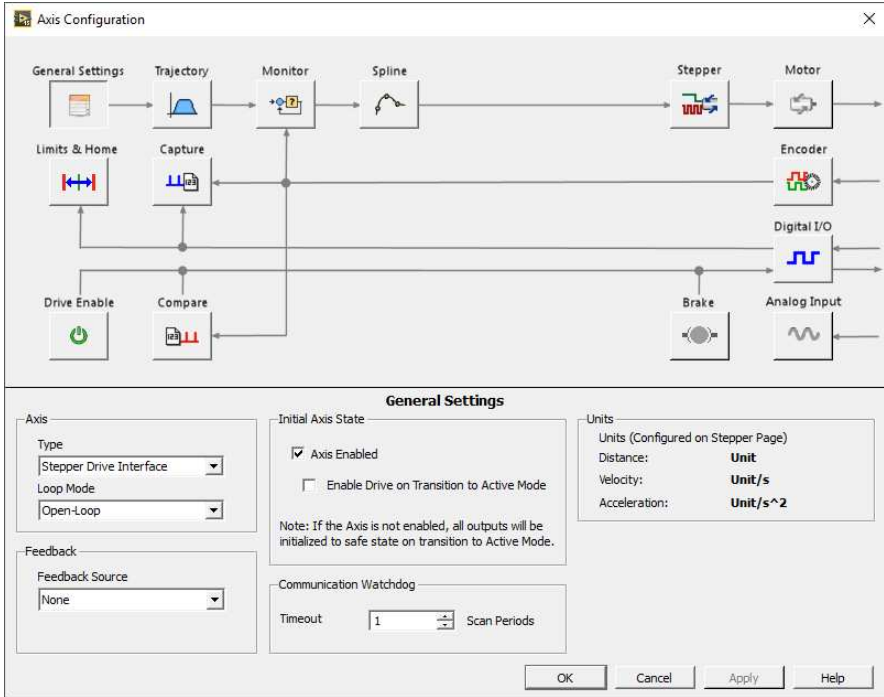 Axis Configuration
General Settings
Trajectory
Monitor
Spline
Stepper
Motor
Limits & Home
Capture
Encoder
Digital I/O
Drive Enable
Compare
Brake
Analog Input
General Settings
Axis
Type
Stepper Drive Interface
Loop Mode
Open-Loop
Feedback
Feedback Source
None
Initial Axis State
Axis Enabled
Enable Drive on Transition to Active Mode
Note: If the Axis is not enabled, all outputs will be
initialized to safe state on transition to Active Mode.
Communication Watchdog
Timeout 1 Scan Periods
Units
Units (Configured on Stepper Page)
Distance: Unit
Velocity: Unit/s
Acceleration: Unit/s^2
OK Cancel Apply Help